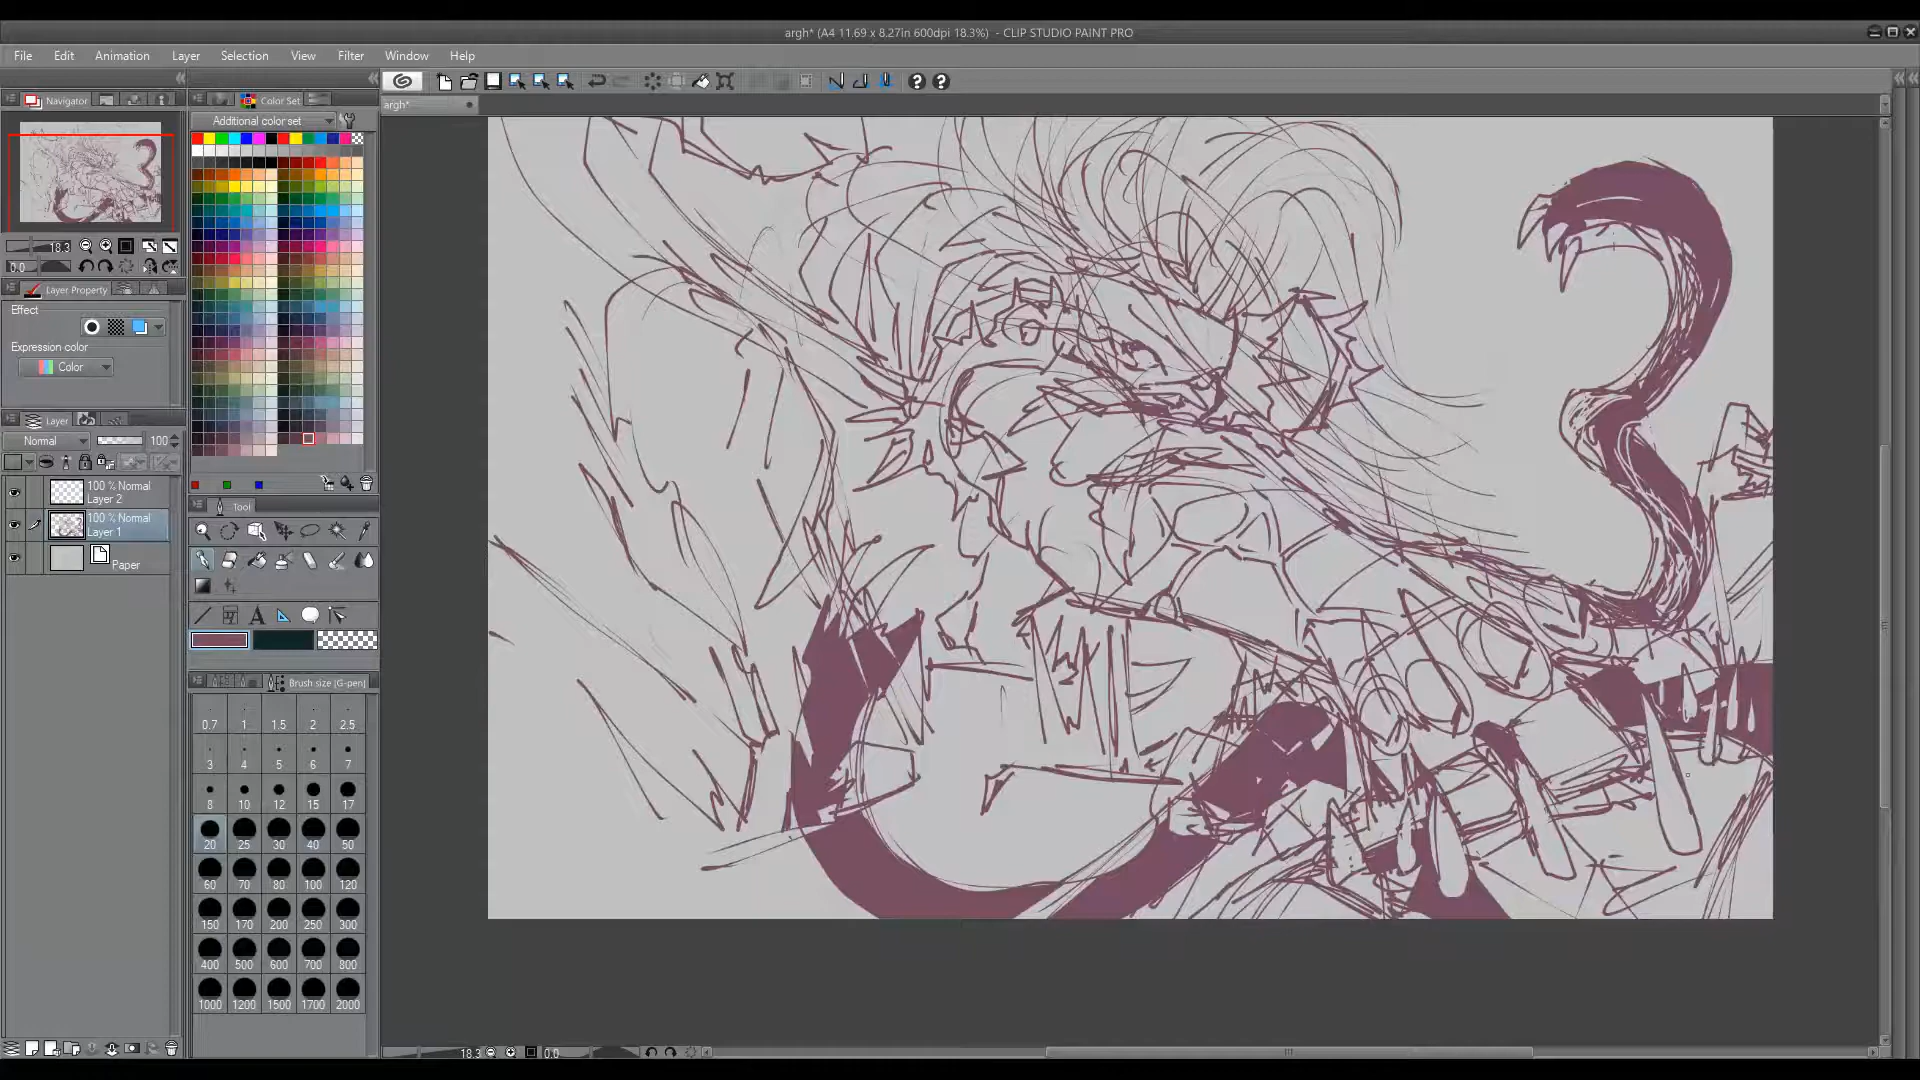 argh* (A4 11.69 x 8.27in 600dpi 18.3%) - CLIP STUDIO PAINT PRO
File Edit Animation Layer Selection View Filter Window Help
Navigator
Color Set
argh*
Additional color set
18.3
0.0
Layer Property
Effect
Expression color
Color
Layer
Normal 100
100 % Normal
Layer 2
100 % Normal
Layer 1
Paper
Tool
A
Brush size [G-pen]
0.7 1 1.5 2 2.5
3 4 5 6 7
8 10 12 15 17
20 25 30 40 50
60 70 80 100 120
150 170 200 250 300
400 500 600 700 800
1000 1200 1500 1700 2000
18.3 0.0